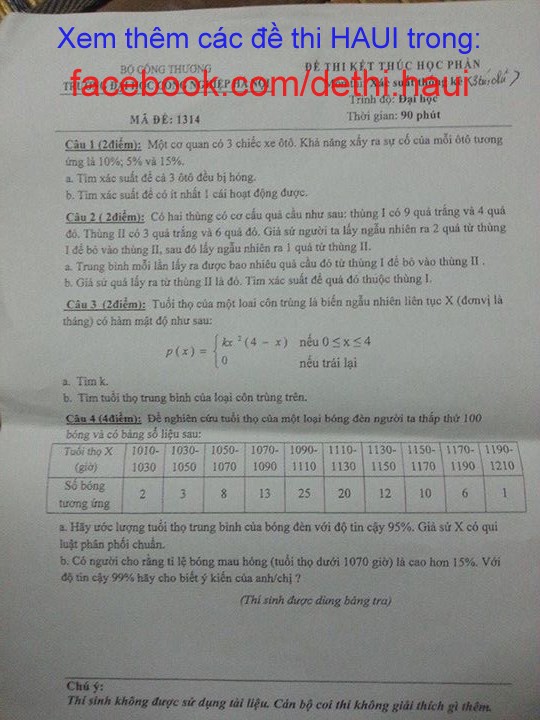 Xem thêm các đề thi HAUI trong:
facebook.com/dethi.haui
BỘ CÔNG THƯƠNG
ĐỀ THI KẾT THÚC HỌC PHẦN
TRƯỜNG ĐẠI HỌC CÔNG NGHIỆP HÀ NỘI
Xác suất thống kê
Trình độ: Đại học
MÃ ĐỀ: 1314
Thời gian: 90 phút
Câu 1 (2điểm): Một cơ quan có 3 chiếc xe ôtô. Khả năng xẩy ra sự cố của mỗi ôtô tương
ứng là 10%; 5% và 15%.
a. Tìm xác suất để cả 3 ôtô đều bị hỏng.
b. Tìm xác suất để có ít nhất 1 cái hoạt động được.
Câu 2 ( 2điểm): Có hai thùng có cơ cấu quả cầu như sau: thùng I có 9 quả trắng và 4 quả
đỏ. Thùng II có 3 quả trắng và 6 quả đỏ. Giả sử người ta lấy ngẫu nhiên ra 2 quả từ thùng
I để bỏ vào thùng II, sau đó lấy ngẫu nhiên ra 1 quả từ thùng II.
a. Trung bình mỗi lần lấy ra được bao nhiêu quả cầu đỏ từ thùng I để bỏ vào thùng II .
b. Giả sử quả lấy ra từ thùng II là đỏ. Tìm xác suất để quả đó thuộc thùng I.
Câu 3 (2điểm): Tuổi thọ của một loại côn trùng là biến ngẫu nhiên liên tục X (đơnvị là
tháng) có hàm mật độ như sau:
p(x) = { kx²(4 - x) nếu 0 ≤ x ≤ 4
0 nếu trái lại
a. Tìm k.
b. Tìm tuổi thọ trung bình của loại côn trùng trên.
Câu 4 (4điểm): Để nghiên cứu tuổi thọ của một loại bóng đèn người ta thắp thử 100
bóng và có bảng số liệu sau:
Tuổi thọ X 1010- 1030- 1050- 1070- 1090- 1110- 1130- 1150- 1170- 1190-
(giờ) 1030 1050 1070 1090 1110 1130 1150 1170 1190 1210
Số bóng
tương ứng 2 3 8 13 25 20 12 10 6 1
a. Hãy ước lượng tuổi thọ trung bình của bóng đèn với độ tin cậy 95%. Giả sử X có qui
luật phân phối chuẩn.
b. Có người cho rằng tỉ lệ bóng mau hỏng (tuổi thọ dưới 1070 giờ) là cao hơn 15%. Với
độ tin cậy 99% hãy cho biết ý kiến của anh/chị ?
(Thí sinh được dùng bảng tra)
Chú ý:
Thí sinh không được sử dụng tài liệu. Cán bộ coi thi không giải thích gì thêm.